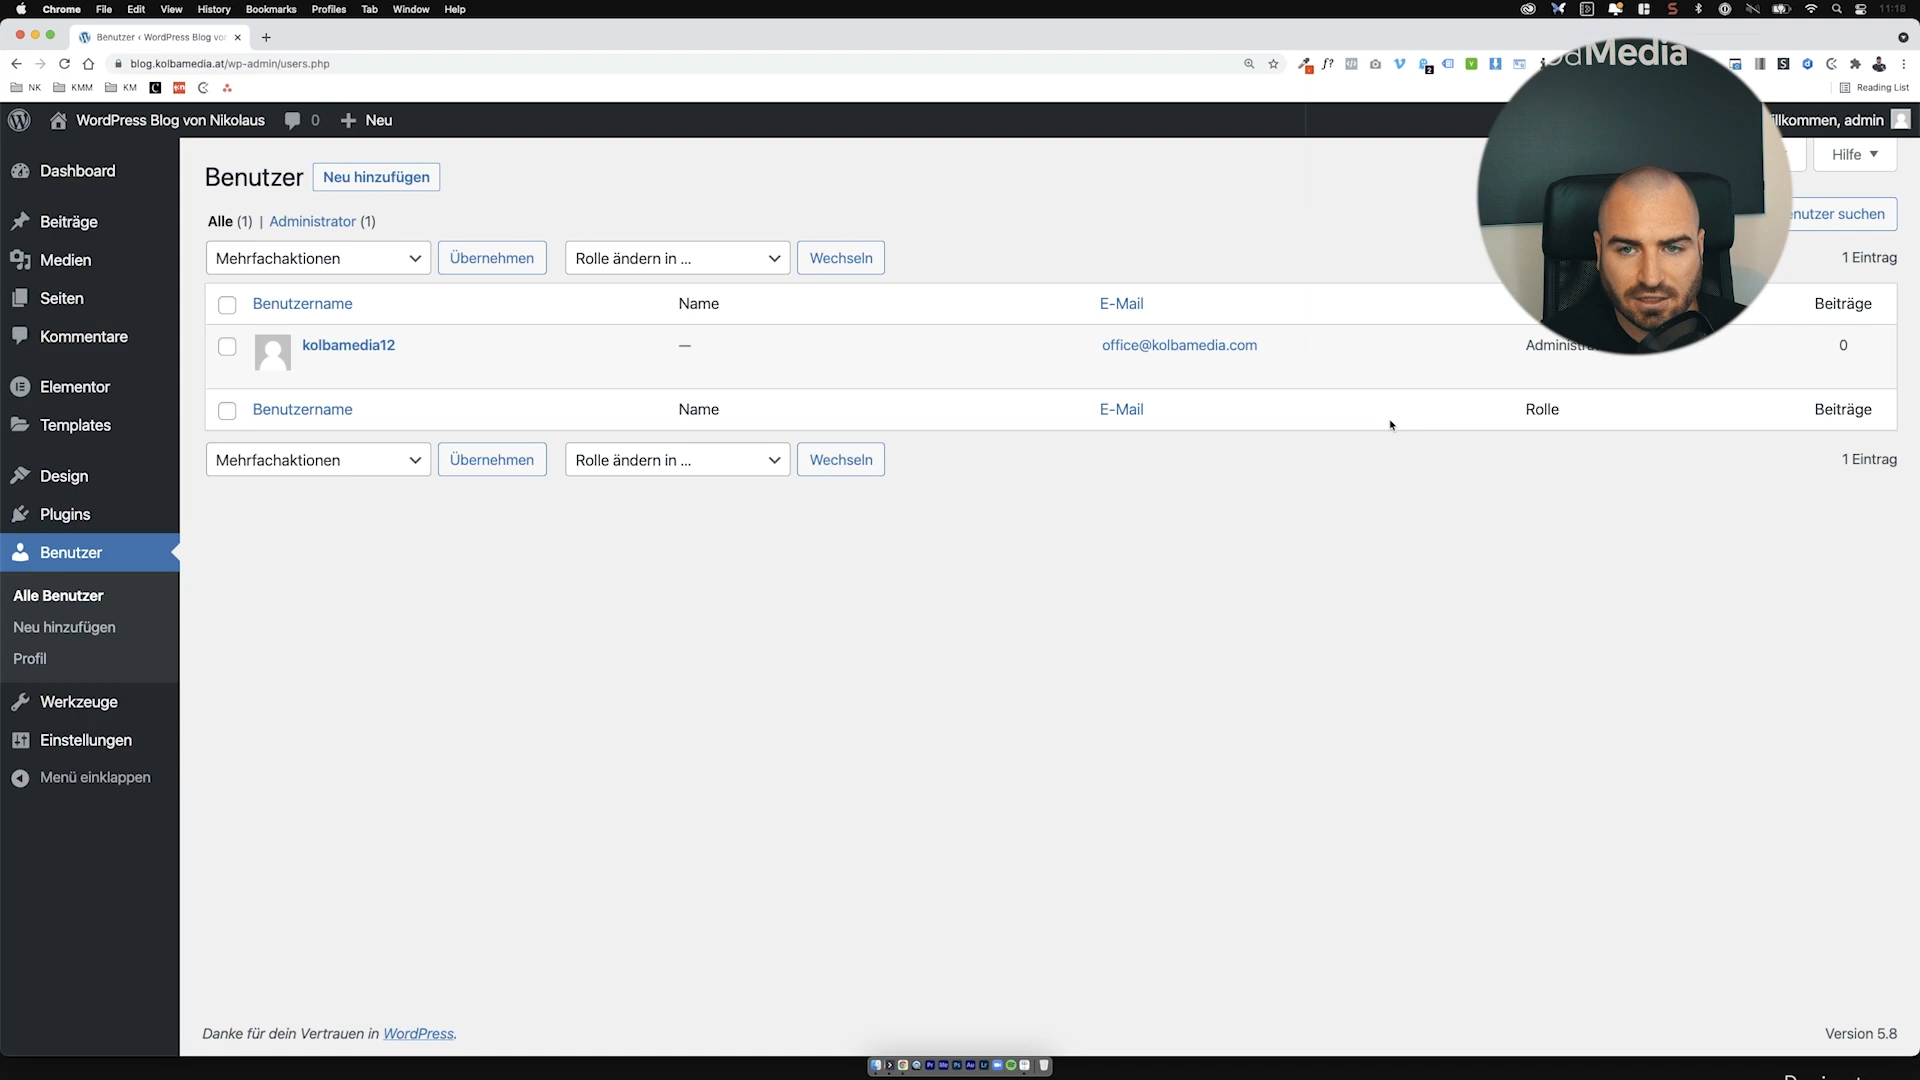 Chrome File Edit View History Bookmarks Profiles Tab Window Help 11:18
Benutzer ‹ WordPress Blog vo
blog.kolbamedia.at/wp-admin/users.php
NK KMM KM Reading List
Media
WordPress Blog von Nikolaus 0 Neu
llkommen, admin
Dashboard
Beiträge
Medien
Seiten
Kommentare
Elementor
Templates
Design
Plugins
Benutzer
Alle Benutzer
Neu hinzufügen
Profil
Werkzeuge
Einstellungen
Menü einklappen
Benutzer Neu hinzufügen
Hilfe
Alle (1) | Administrator (1)
enutzer suchen
Mehrfachaktionen Übernehmen Rolle ändern in ... Wechseln 1 Eintrag
Benutzername Name E-Mail Beiträge
kolbamedia12 — office@kolbamedia.com Administra 0
Benutzername Name E-Mail Rolle Beiträge
Mehrfachaktionen Übernehmen Rolle ändern in ... Wechseln 1 Eintrag
Danke für dein Vertrauen in WordPress.
Version 5.8